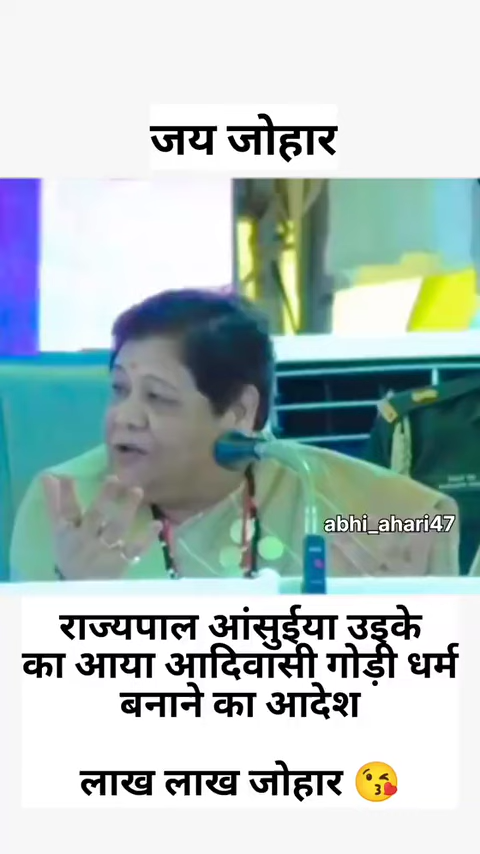 जय जोहार
abhi_ahari47
राज्यपाल आंसुईया उइके
का आया आदिवासी गोड़ी धर्म
बनाने का आदेश
लाख लाख जोहार 😘